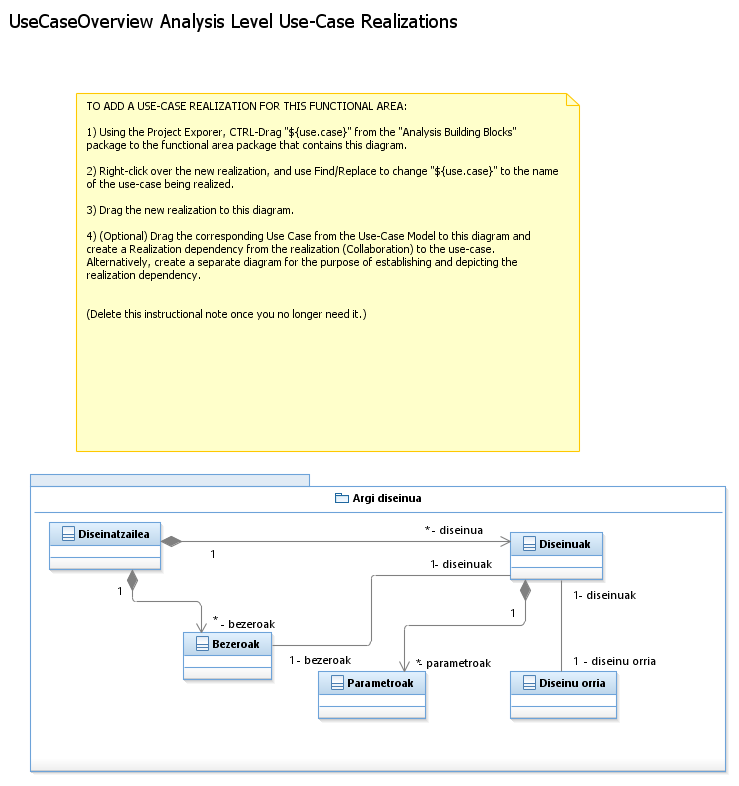 UseCaseOverview Analysis Level Use-Case Realizations
TO ADD A USE-CASE REALIZATION FOR THIS FUNCTIONAL AREA:
1) Using the Project Exporer, CTRL-Drag "${use.case}" from the "Analysis Building Blocks"
package to the functional area package that contains this diagram.
2) Right-click over the new realization, and use Find/Replace to change "${use.case}" to the name
of the use-case being realized.
3) Drag the new realization to this diagram.
4) (Optional) Drag the corresponding Use Case from the Use-Case Model to this diagram and
create a Realization dependency from the realization (Collaboration) to the use-case.
Alternatively, create a separate diagram for the purpose of establishing and depicting the
realization dependency.
(Delete this instructional note once you no longer need it.)
Argi diseinua
Diseinatzailea
1
* - diseinua
Diseinuak
1 - diseinuak
1
* - bezeroak
Bezeroak
1 - bezeroak
1
* - parametroak
Parametroak
1 - diseinuak
1 - diseinu orria
Diseinu orria